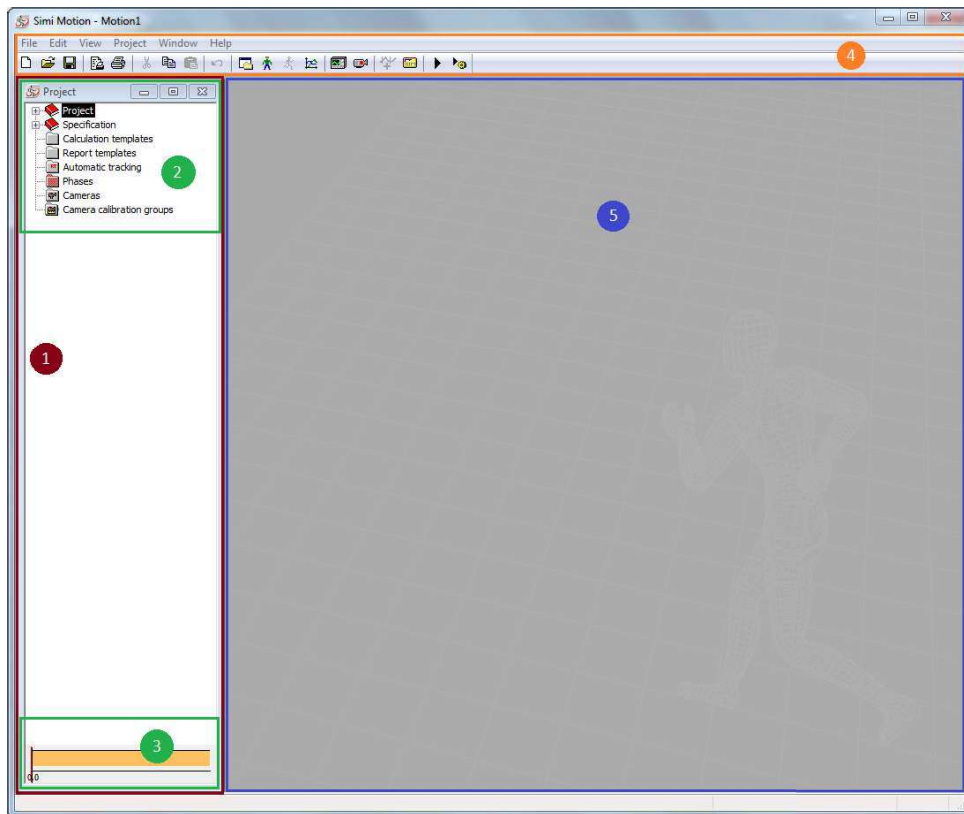 Simi Motion - Motion1
File Edit View Project Window Help
4
Project
Project
Specification
Calculation templates
Report templates
Automatic tracking
2
Phases
Cameras
Camera calibration groups
5
1
3
0.0